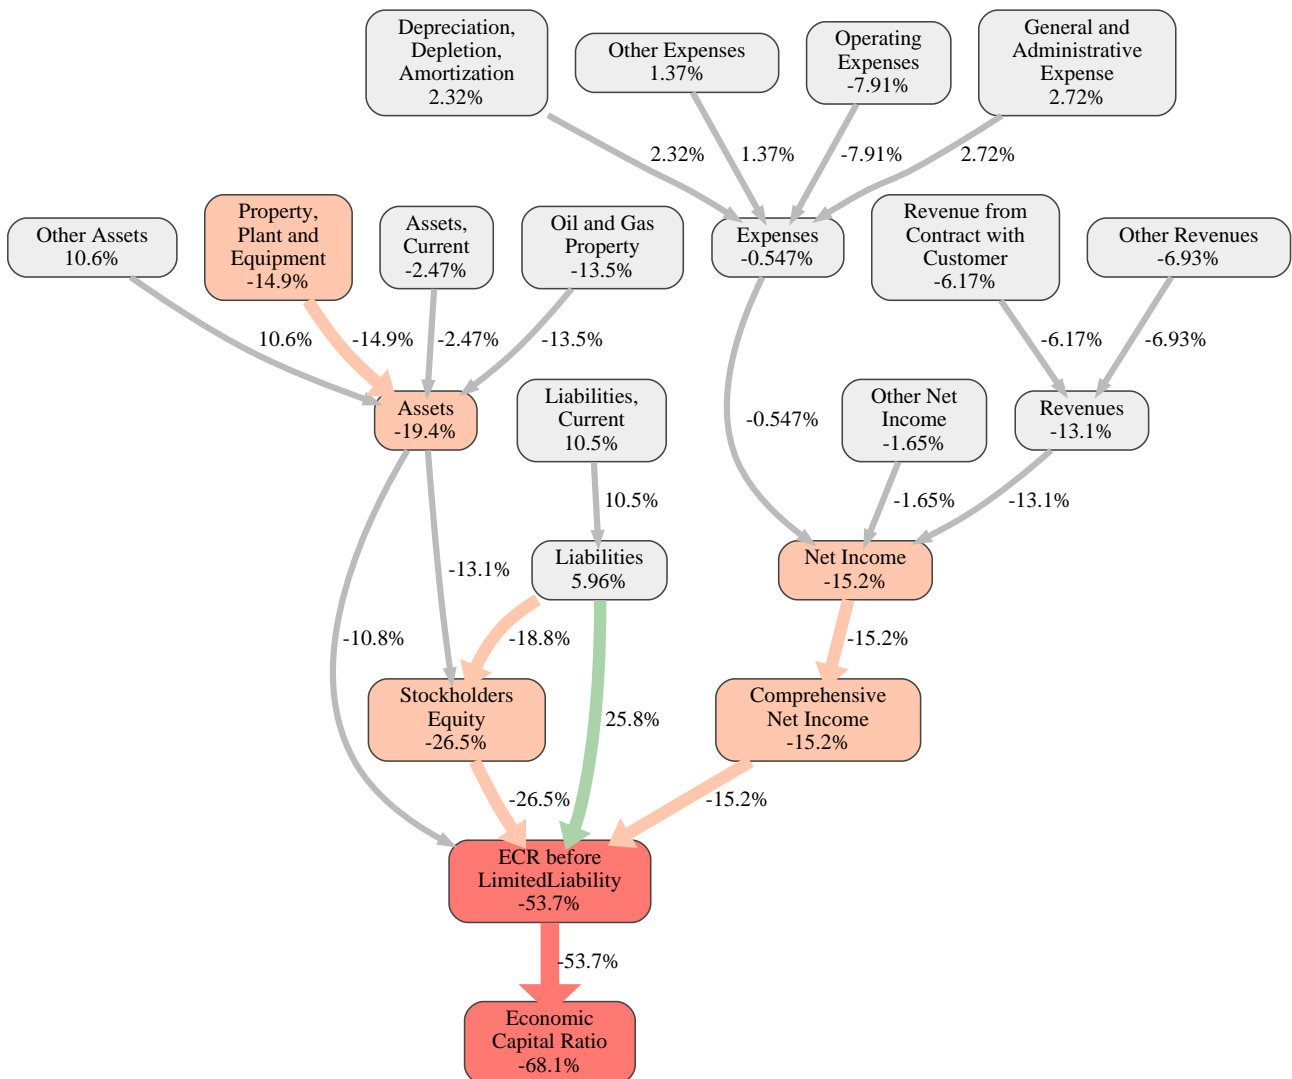 Depreciation,
Depletion,
Amortization
2.32%
Other Expenses
1.37%
Operating
Expenses
-7.91%
General and
Administrative
Expense
2.72%
2.32%
1.37%
-7.91%
2.72%
Other Assets
10.6%
Property,
Plant and
Equipment
-14.9%
Assets,
Current
-2.47%
Oil and Gas
Property
-13.5%
Expenses
-0.547%
Revenue from
Contract with
Customer
-6.17%
Other Revenues
-6.93%
10.6%
-14.9%
-2.47%
-13.5%
-6.17%
-6.93%
Assets
-19.4%
Liabilities,
Current
10.5%
-0.547%
Other Net
Income
-1.65%
Revenues
-13.1%
10.5%
-1.65%
-13.1%
-13.1%
Liabilities
5.96%
Net Income
-15.2%
-10.8%
-18.8%
-15.2%
Stockholders
Equity
-26.5%
25.8%
Comprehensive
Net Income
-15.2%
-26.5%
-15.2%
ECR before
LimitedLiability
-53.7%
-53.7%
Economic
Capital Ratio
-68.1%